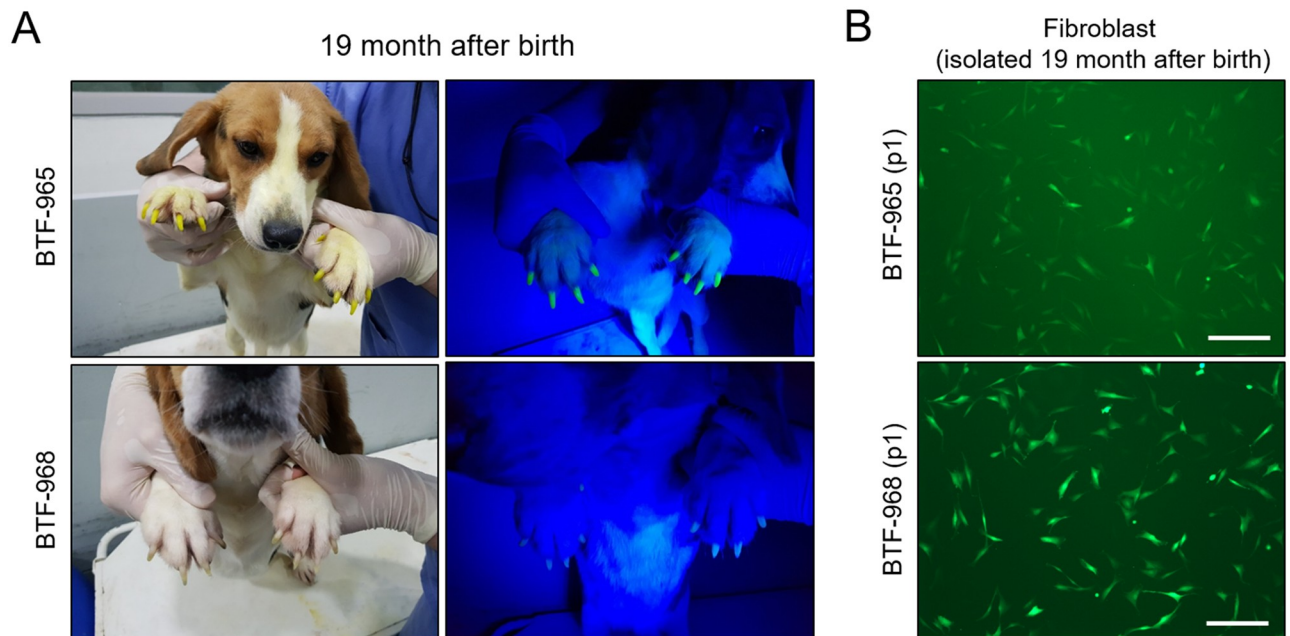 A
19 month after birth
BTF-965
BTF-968
B
Fibroblast
(isolated 19 month after birth)
BTF-965 (p1)
BTF-968 (p1)